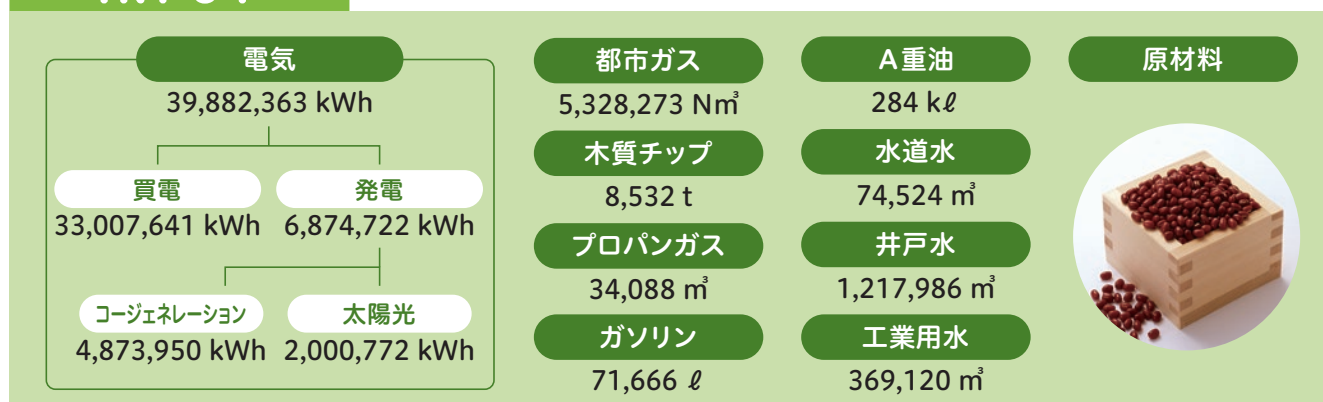 電気
39,882,363 kWh
買電
33,007,641 kWh
発電
6,874,722 kWh
コージェネレーション
4,873,950 kWh
太陽光
2,000,772 kWh
都市ガス
5,328,273 N㎥
木質チップ
8,532 t
プロパンガス
34,088 ㎥
ガソリン
71,666 ℓ
A重油
284 kℓ
水道水
74,524 ㎥
井戸水
1,217,986 ㎥
工業用水
369,120 ㎥
原材料